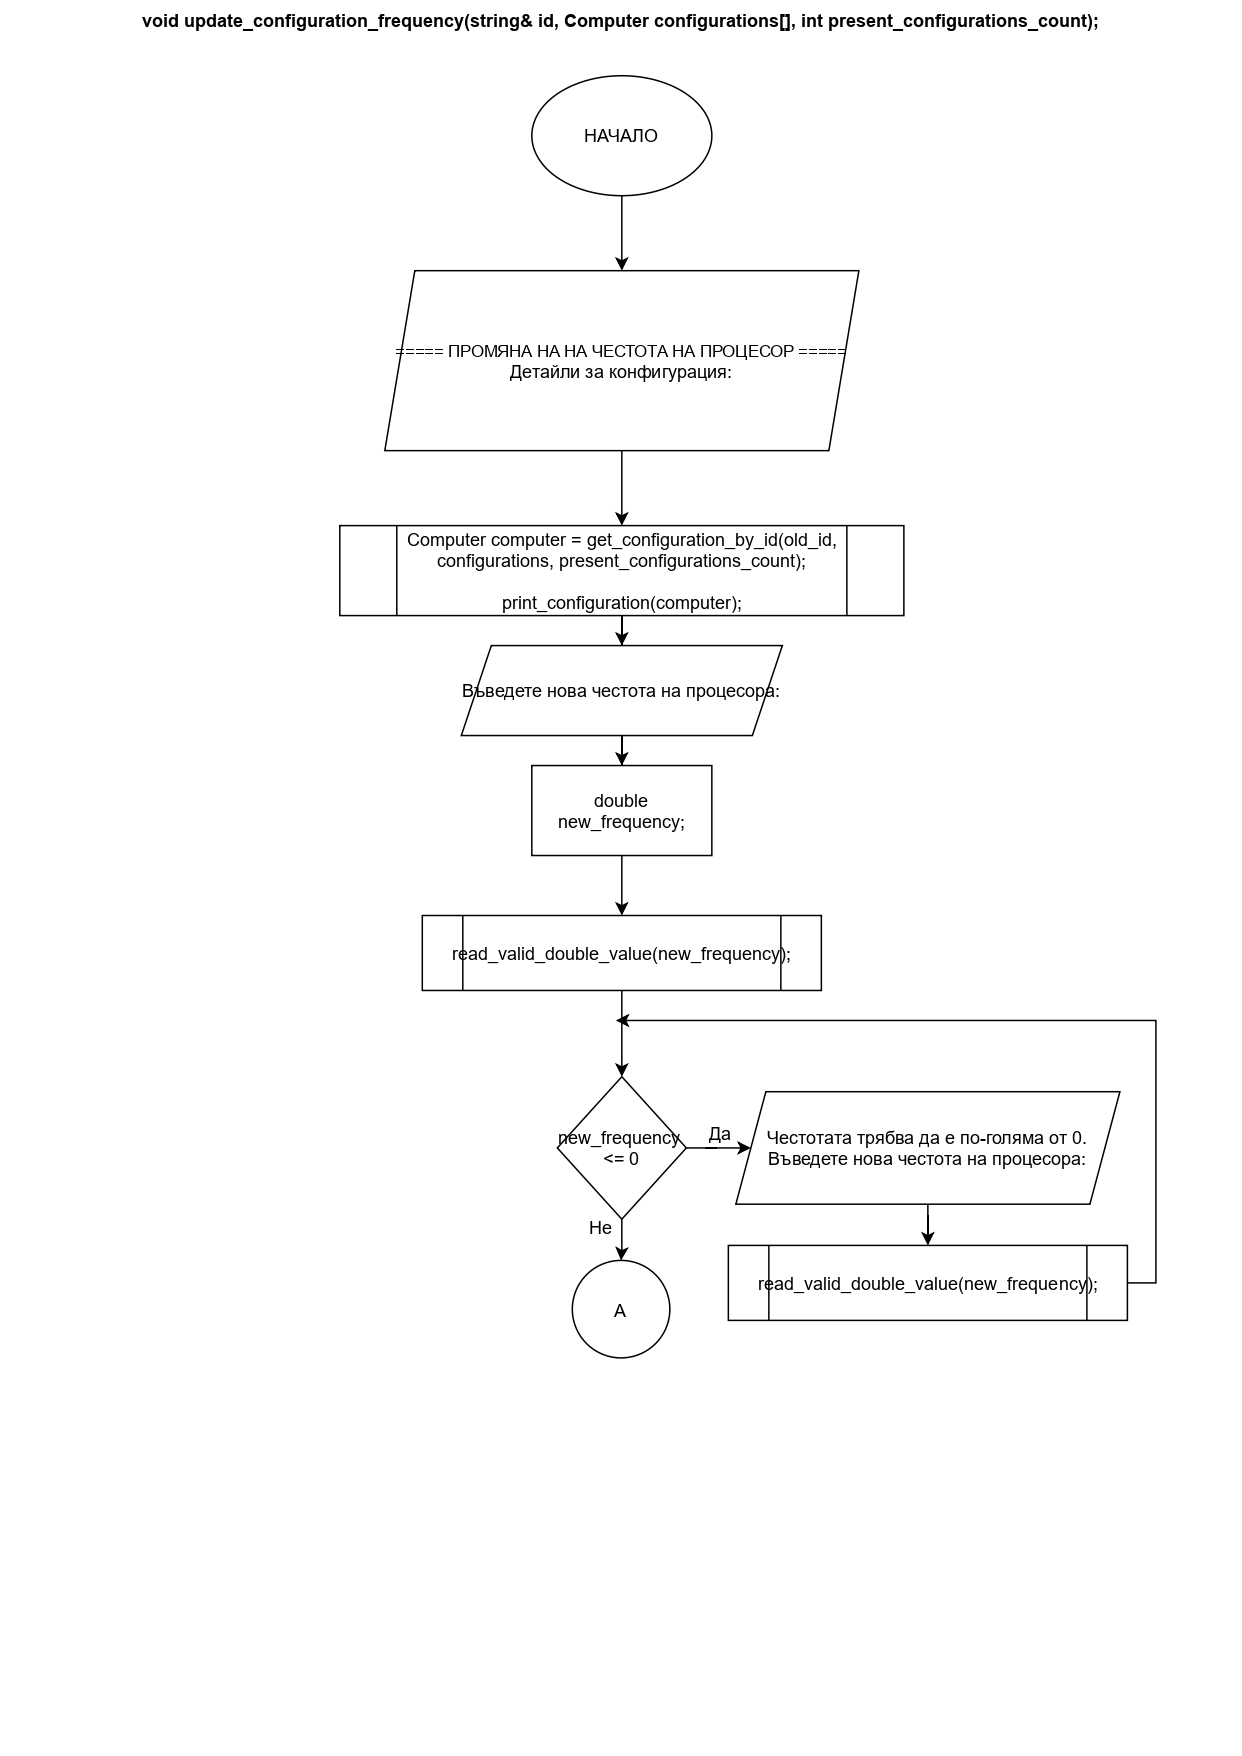 void update_configuration_frequency(string& id, Computer configurations[], int present_configurations_count);
НАЧАЛО
===== ПРОМЯНА НА НА ЧЕСТОТА НА ПРОЦЕСОР =====
Детайли за конфигурация:
Computer computer = get_configuration_by_id(old_id,
configurations, present_configurations_count);
print_configuration(computer);
Въведете нова честота на процесора:
double
new_frequency;
read_valid_double_value(new_frequency);
new_frequency
<= 0
Да
Честотата трябва да е по-голяма от 0.
Въведете нова честота на процесора:
Не
read_valid_double_value(new_frequency);
A